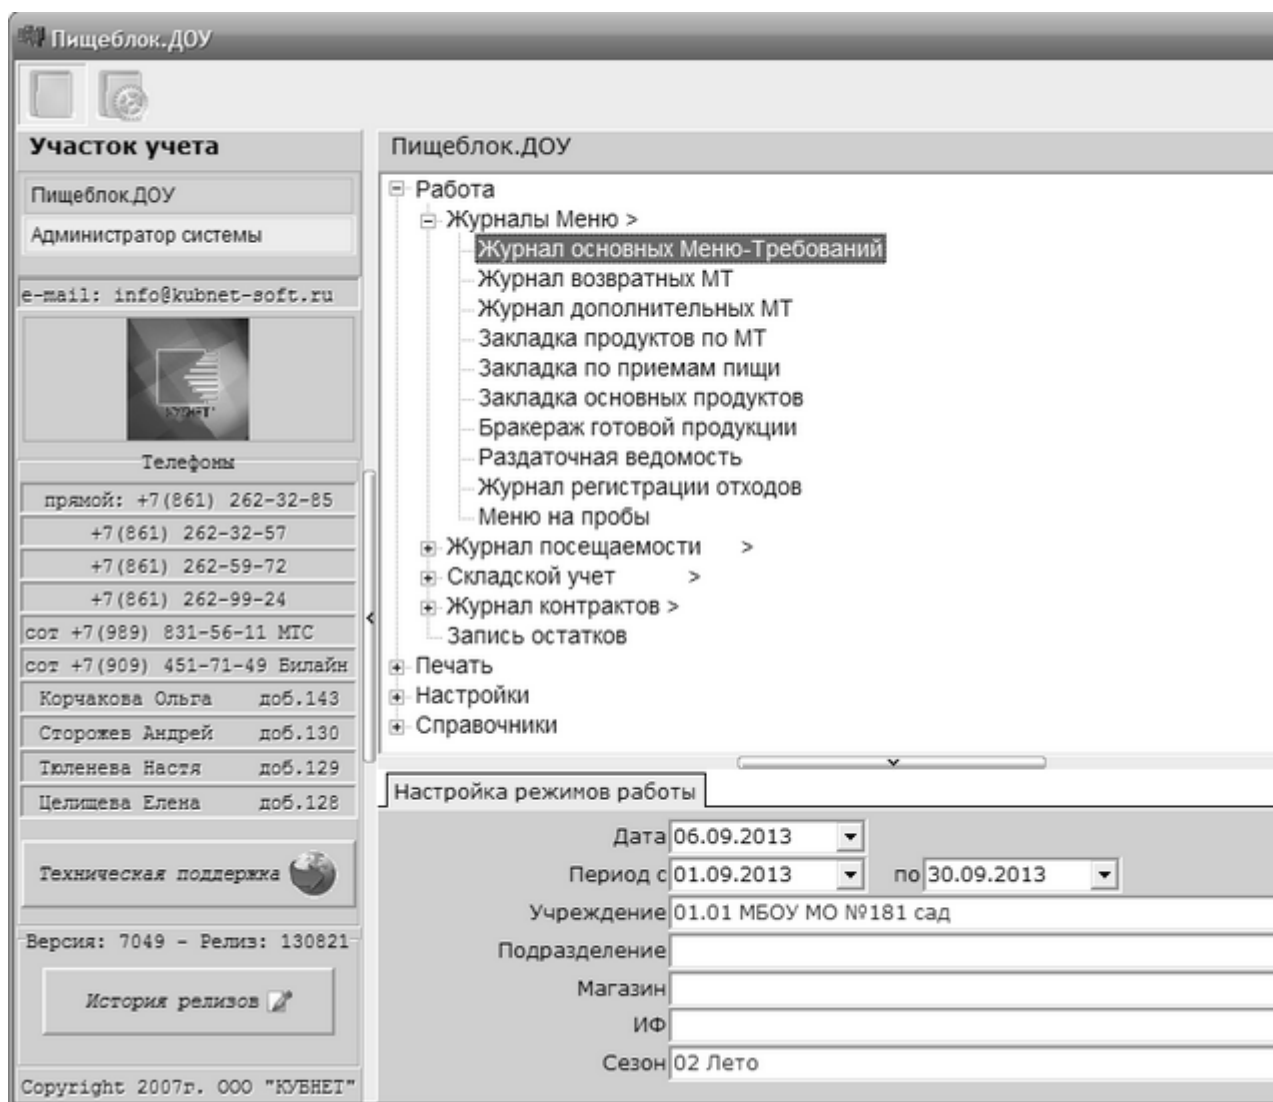 Пищеблок.ДОУ
Участок учета
Пищеблок.ДОУ
Администратор системы
e-mail: info@kubnet-soft.ru
КУБНЕТ
Телефоны
прямой: +7(861) 262-32-85
+7(861) 262-32-57
+7(861) 262-59-72
+7(861) 262-99-24
сот +7(989) 831-56-11 МТС
сот +7(909) 451-71-49 Билайн
Корчакова Ольга доб.143
Сторожев Андрей доб.130
Тюленева Настя доб.129
Целищева Елена доб.128
Техническая поддержка
Версия: 7049 - Релиз: 130821
История релизов
Copyright 2007г. ООО "КУБНЕТ"
Пищеблок.ДОУ
Работа
Журналы Меню >
Журнал основных Меню-Требований
Журнал возвратных МТ
Журнал дополнительных МТ
Закладка продуктов по МТ
Закладка по приемам пищи
Закладка основных продуктов
Бракераж готовой продукции
Раздаточная ведомость
Журнал регистрации отходов
Меню на пробы
Журнал посещаемости >
Складской учет >
Журнал контрактов >
Запись остатков
Печать
Настройки
Справочники
Настройка режимов работы
Дата 06.09.2013
Период с 01.09.2013 по 30.09.2013
Учреждение 01.01 МБОУ МО №181 сад
Подразделение
Магазин
ИФ
Сезон 02 Лето